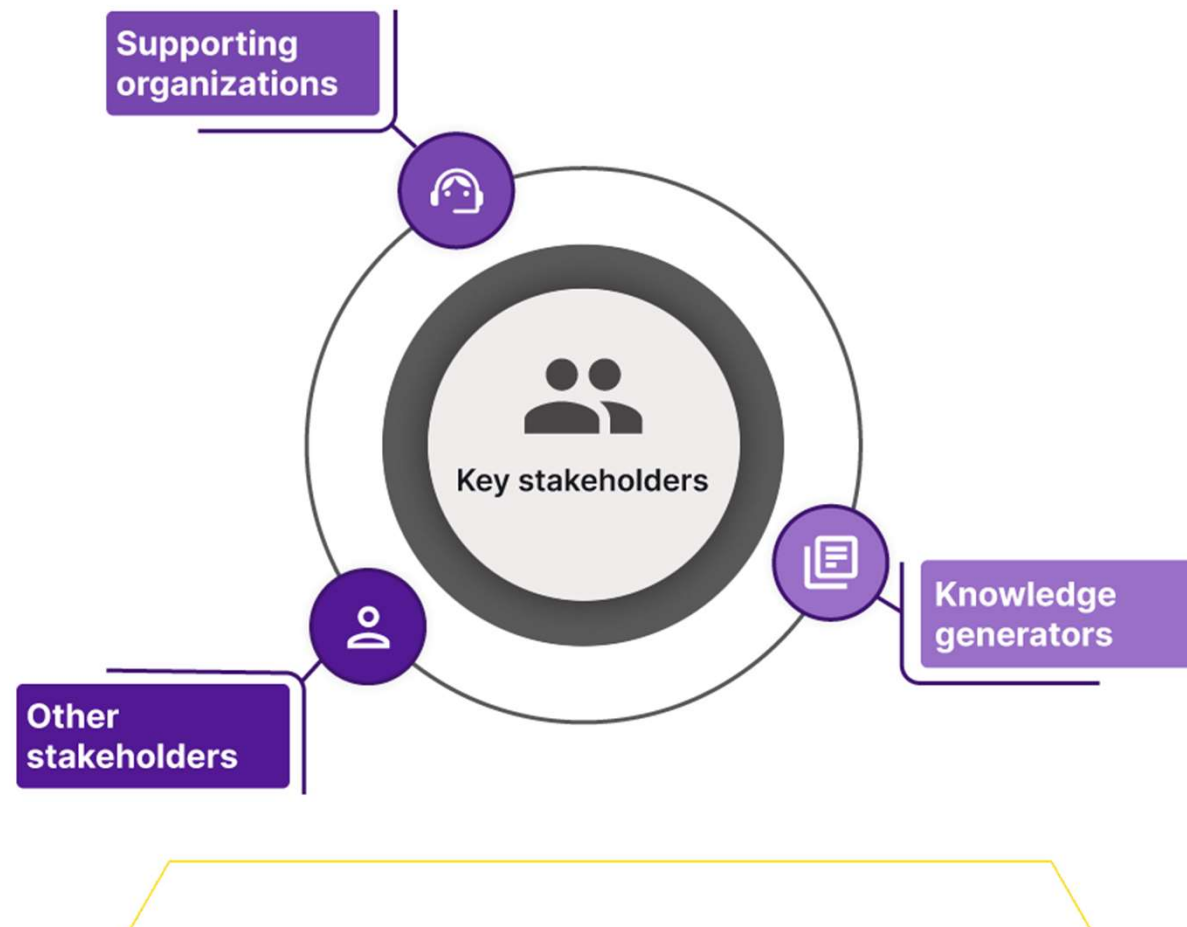 Supporting
organizations
Key stakeholders
Knowledge
generators
Other
stakeholders